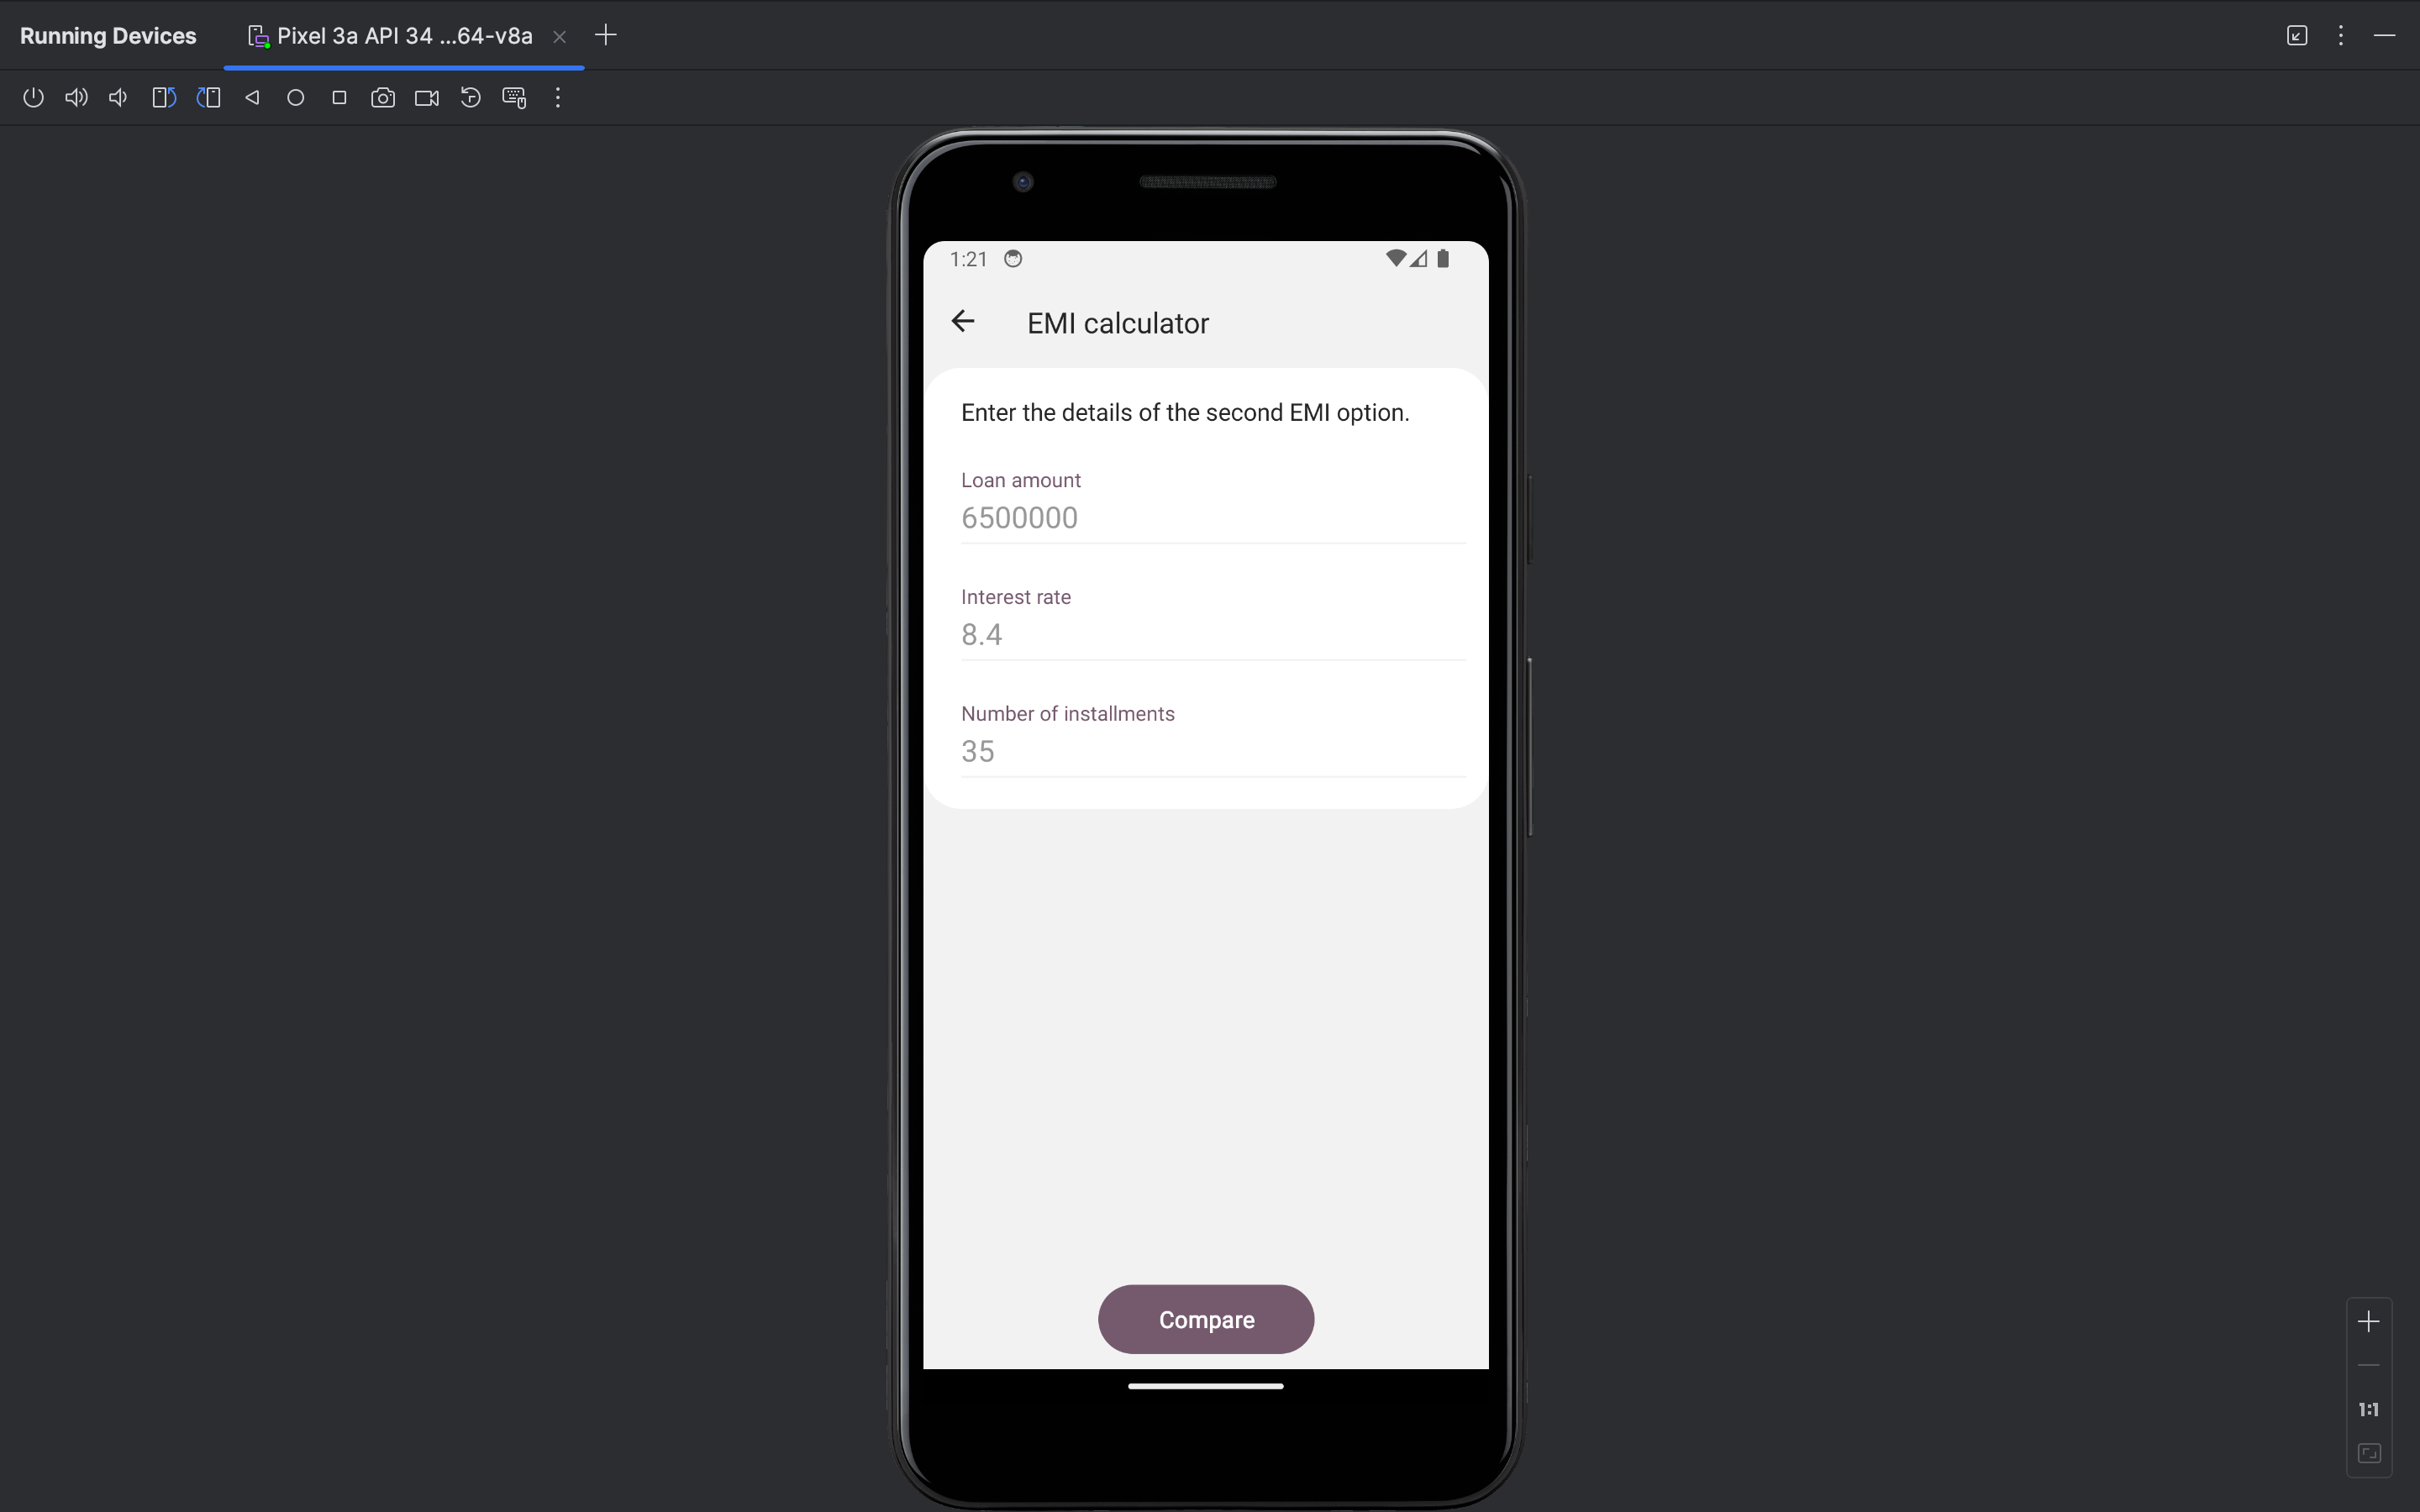 Running Devices
Pixel 3a API 34 ...64-v8a
1:21
EMI calculator
Enter the details of the second EMI option.
Loan amount
6500000
Interest rate
8.4
Number of installments
35
Compare
1:1